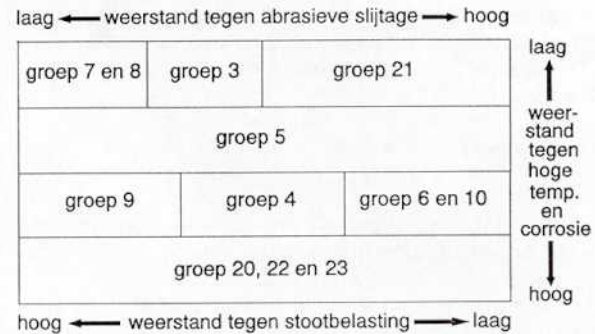 laag ← weerstand tegen abrasieve slijtage → hoog
groep 7 en 8
groep 3
groep 21
groep 5
groep 9
groep 4
groep 6 en 10
groep 20, 22 en 23
hoog ← weerstand tegen stootbelasting → laag
laag
weer-
stand
tegen
hoge
temp.
en
corrosie
hoog